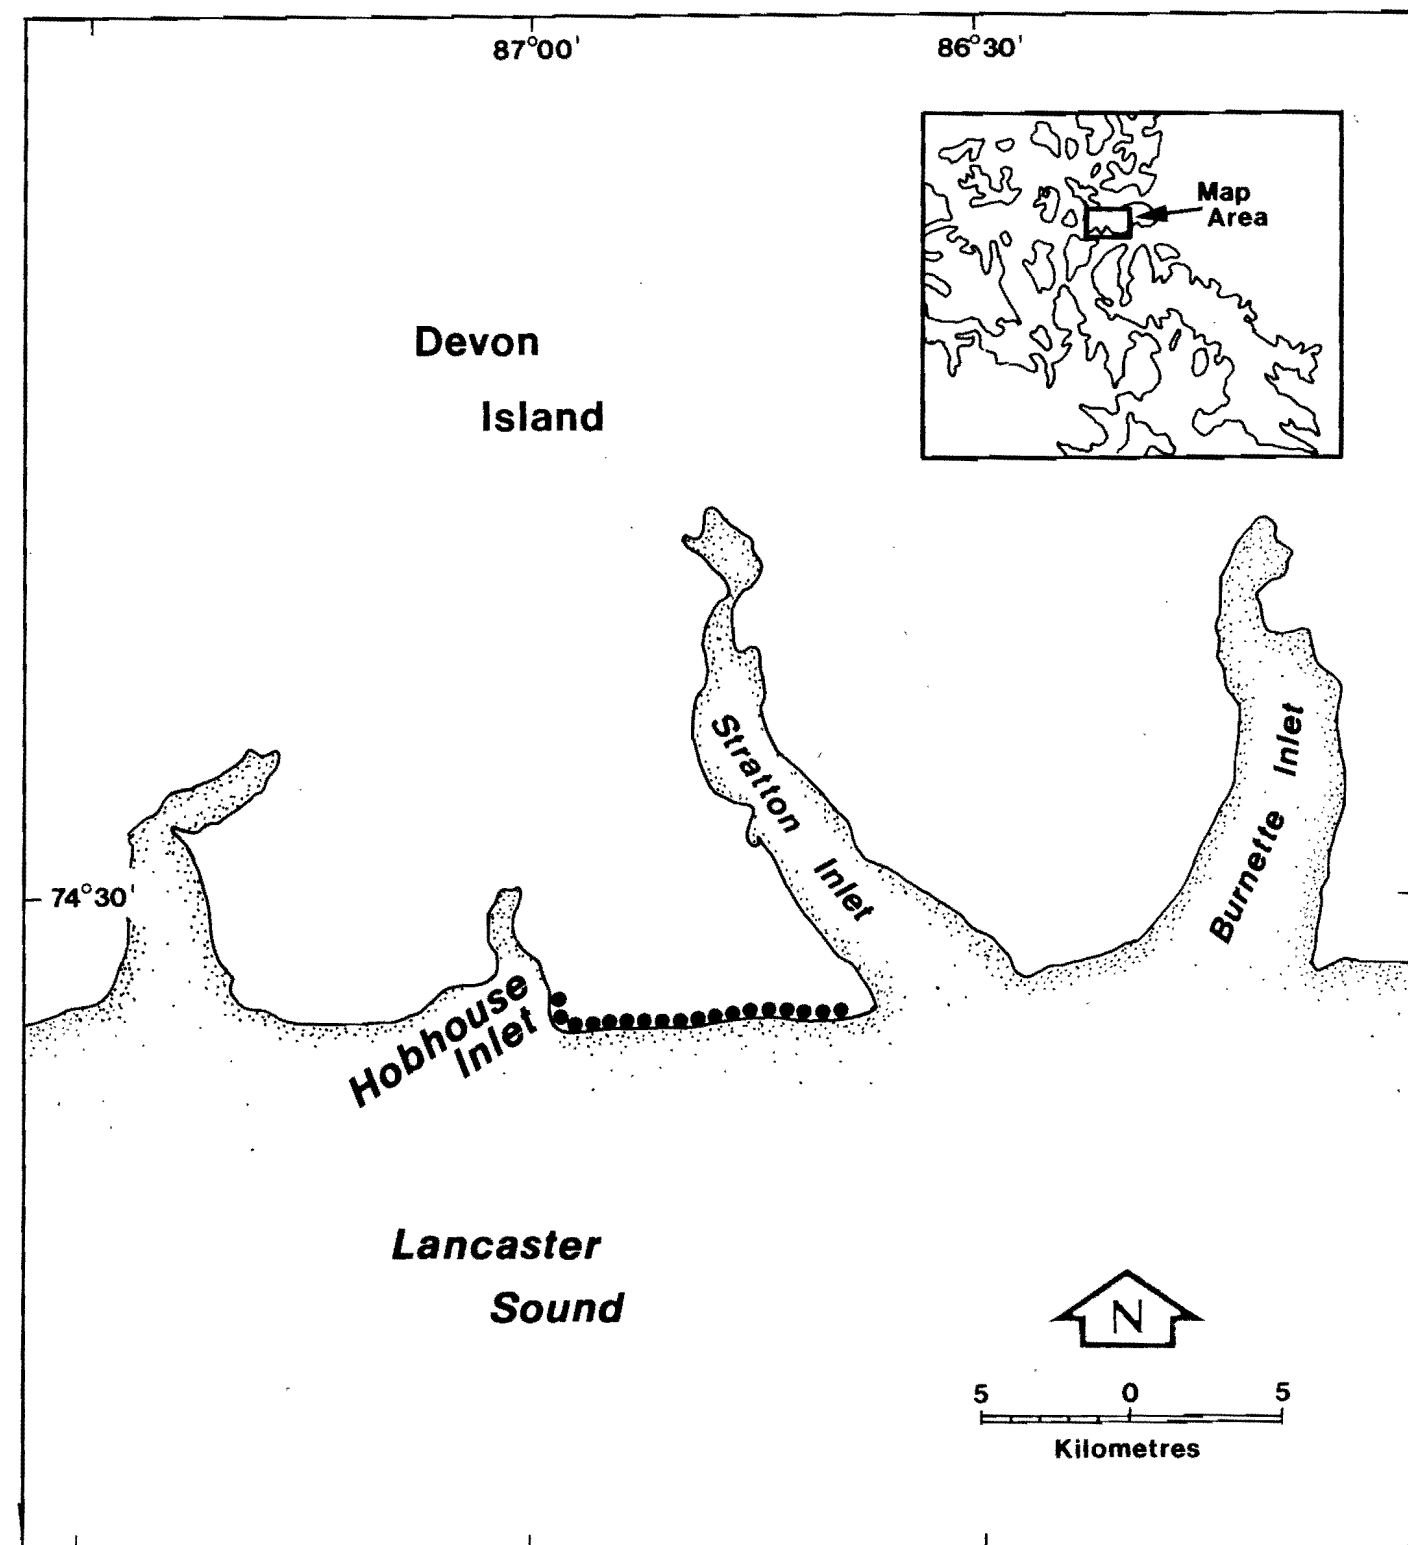 87°00'
86°30'
Map
Area
Devon
Island
Stratton Inlet
Burnette Inlet
74°30'
Hobhouse
Inlet
Lancaster
Sound
N
5 0 5
Kilometres